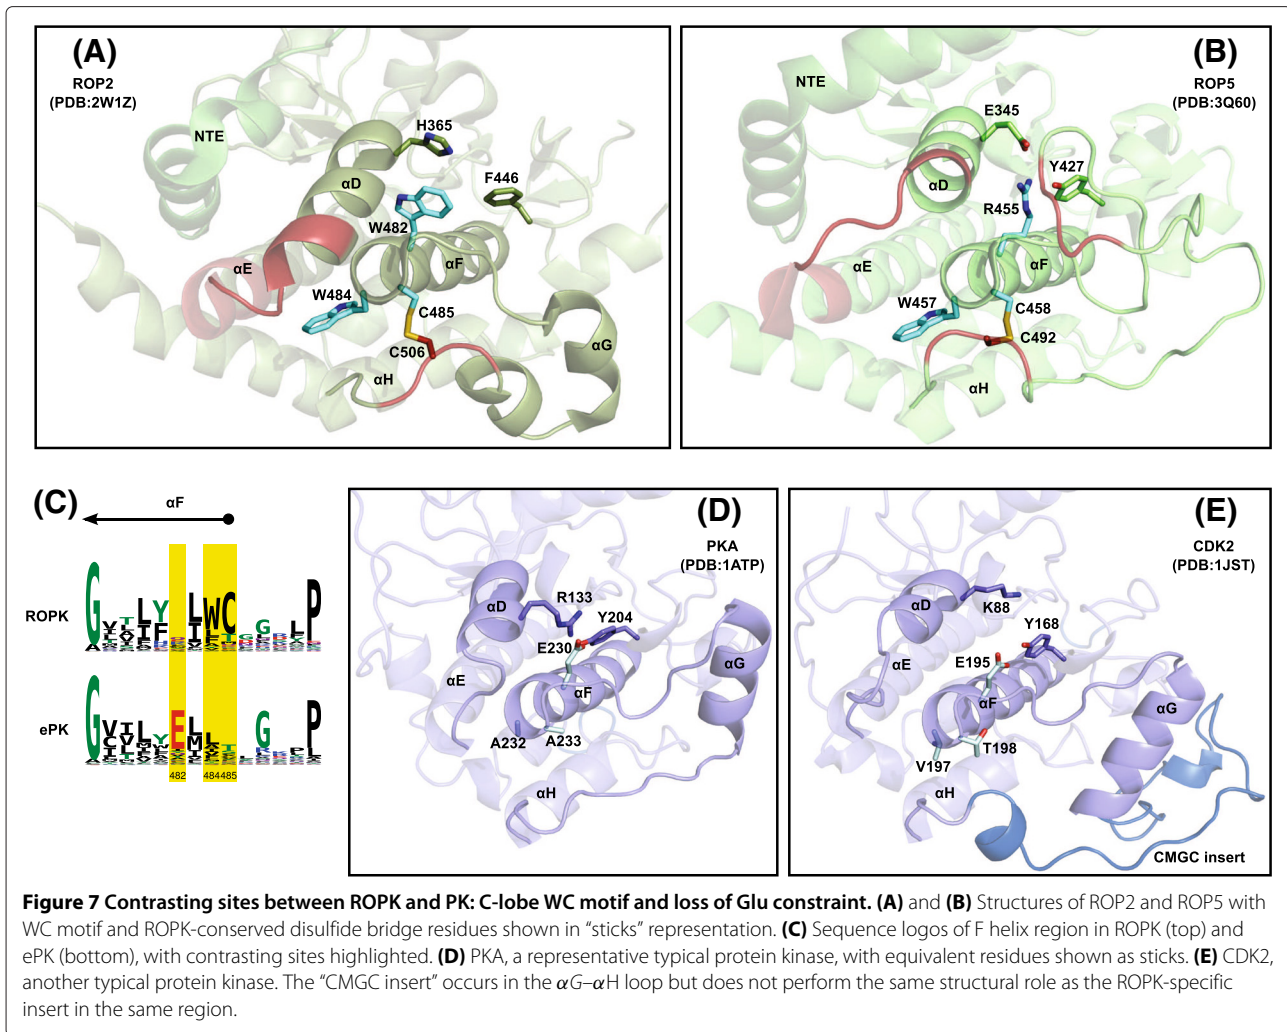 (A)
ROP2
(PDB:2W1Z)
NTE
H365
αD
F446
W482
αE
αF
W484
C485
C506
αG
αH
(B)
ROP5
(PDB:3Q60)
NTE
E345
αD
Y427
R455
αE
αF
W457
C458
C492
αH
(C)
αF
ROPK
ePK
482
484 485
(D)
PKA
(PDB:1ATP)
αD
R133
Y204
E230
αE
αF
αG
A232
A233
αH
(E)
CDK2
(PDB:1JST)
αD
K88
Y168
αE
E195
αF
αG
T198
V197
αH
CMGC insert
Figure 7 Contrasting sites between ROPK and PK: C-lobe WC motif and loss of Glu constraint. (A) and (B) Structures of ROP2 and ROP5 with
WC motif and ROPK-conserved disulfide bridge residues shown in “sticks” representation. (C) Sequence logos of F helix region in ROPK (top) and
ePK (bottom), with contrasting sites highlighted. (D) PKA, a representative typical protein kinase, with equivalent residues shown as sticks. (E) CDK2,
another typical protein kinase. The “CMGC insert” occurs in the αG–αH loop but does not perform the same structural role as the ROPK-specific
insert in the same region.